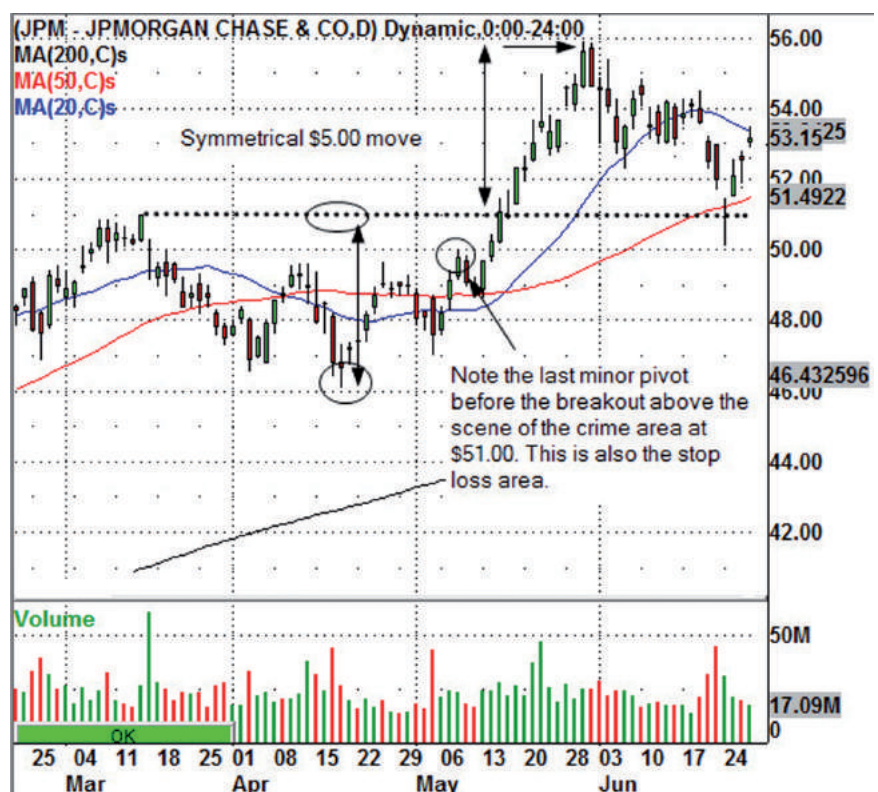 (JPM - JPMORGAN CHASE & CO,D) Dynamic,0:00-24:00
MA(200,C)s
MA(50,C)s
MA(20,C)s
Symmetrical $5.00 move
Note the last minor pivot
before the breakout above the
scene of the crime area at
$51.00. This is also the stop
loss area.
56.00
54.00
53.15
52.00
51.4922
50.00
48.00
46.432596
46.00
44.00
42.00
Volume
50M
17.09M
0
OK
25 04 11 18 25 01 08 15 22 29 06 13 20 28 03 10 17 24
Mar Apr May Jun